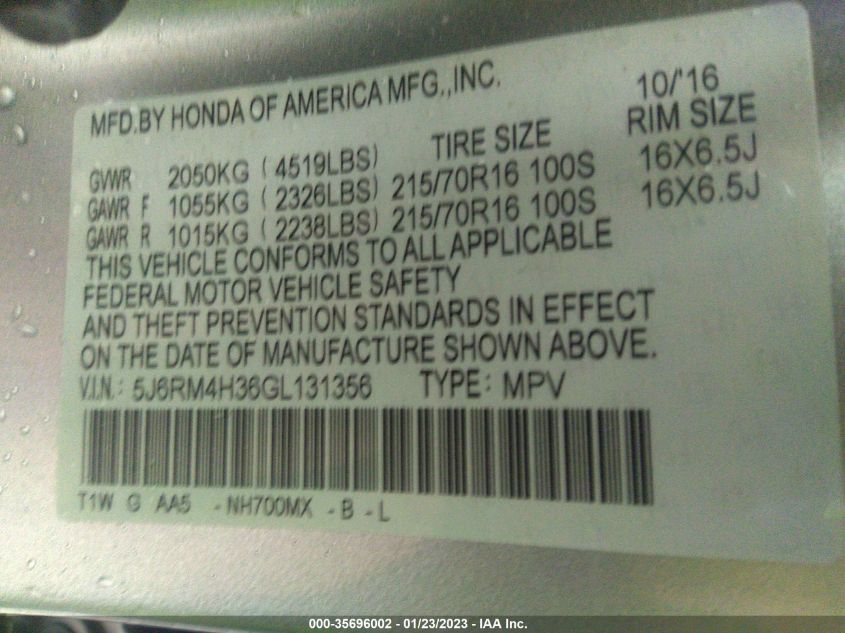 MFD.BY HONDA OF AMERICA MFG.,INC. 10/'16
TIRE SIZE RIM SIZE
GVWR 2050KG ( 4519LBS)
GAWR F 1055KG ( 2326LBS) 215/70R16 100S 16X6.5J
GAWR R 1015KG ( 2238LBS) 215/70R16 100S 16X6.5J
THIS VEHICLE CONFORMS TO ALL APPLICABLE
FEDERAL MOTOR VEHICLE SAFETY
AND THEFT PREVENTION STANDARDS IN EFFECT
ON THE DATE OF MANUFACTURE SHOWN ABOVE.
V.I.N.: 5J6RM4H36GL131356 TYPE: MPV
T1W G AA5 -NH700MX -B -L
000-35696002 - 01/23/2023 - IAA Inc.